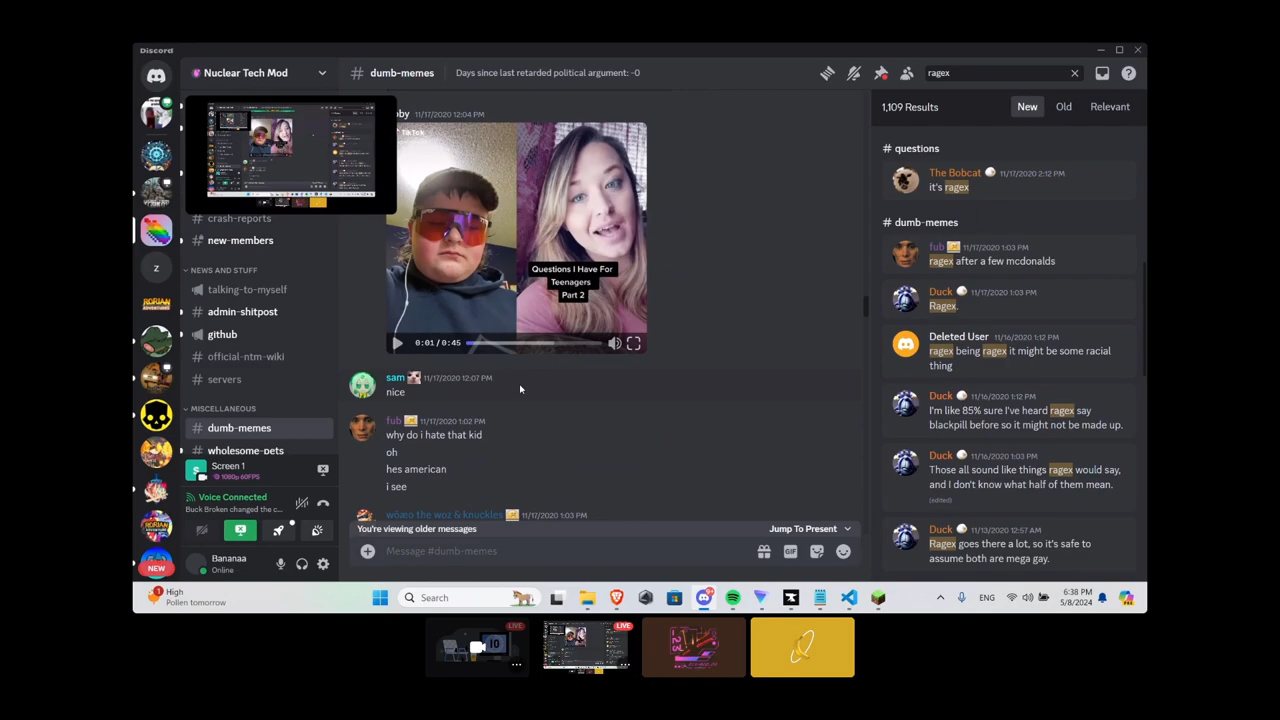 Discord
Nuclear Tech Mod
dumb-memes
Days since last retarded political argument: -0
ragex
crash-reports
new-members
NEWS AND STUFF
talking-to-myself
admin-shitpost
github
official-ntm-wiki
servers
MISCELLANEOUS
dumb-memes
wholesome-pets
Screen 1
1080p 60FPS
Voice Connected
Buck Broken changed the c...
Bananaa
Online
NEW
z
RORIAN
ADVENTURES
oby 11/17/2020 12:04 PM
TikTok
Questions I Have For
Teenagers
Part 2
0:01 / 0:45
sam 11/17/2020 12:07 PM
nice
fub 11/17/2020 1:02 PM
why do i hate that kid
oh
hes american
i see
wöæo the woz & knuckles 11/17/2020 1:03 PM
You're viewing older messages
Jump To Present
Message #dumb-memes
GIF
1,109 Results
New
Old
Relevant
# questions
The Bobcat 11/17/2020 2:12 PM
it's ragex
# dumb-memes
fub 11/17/2020 1:03 PM
ragex after a few mcdonalds
Duck 11/17/2020 1:03 PM
Ragex.
Deleted User 11/16/2020 1:12 PM
ragex being ragex it might be some racial
thing
Duck 11/16/2020 1:12 PM
I'm like 85% sure I've heard ragex say
blackpill before so it might not be made up.
Duck 11/16/2020 1:03 PM
Those all sound like things ragex would say,
and I don't know what half of them mean.
(edited)
Duck 11/13/2020 12:57 AM
Ragex goes there a lot, so it's safe to
assume both are mega gay.
1
High
Pollen tomorrow
Search
ENG
6:38 PM
5/8/2024
LIVE
LIVE